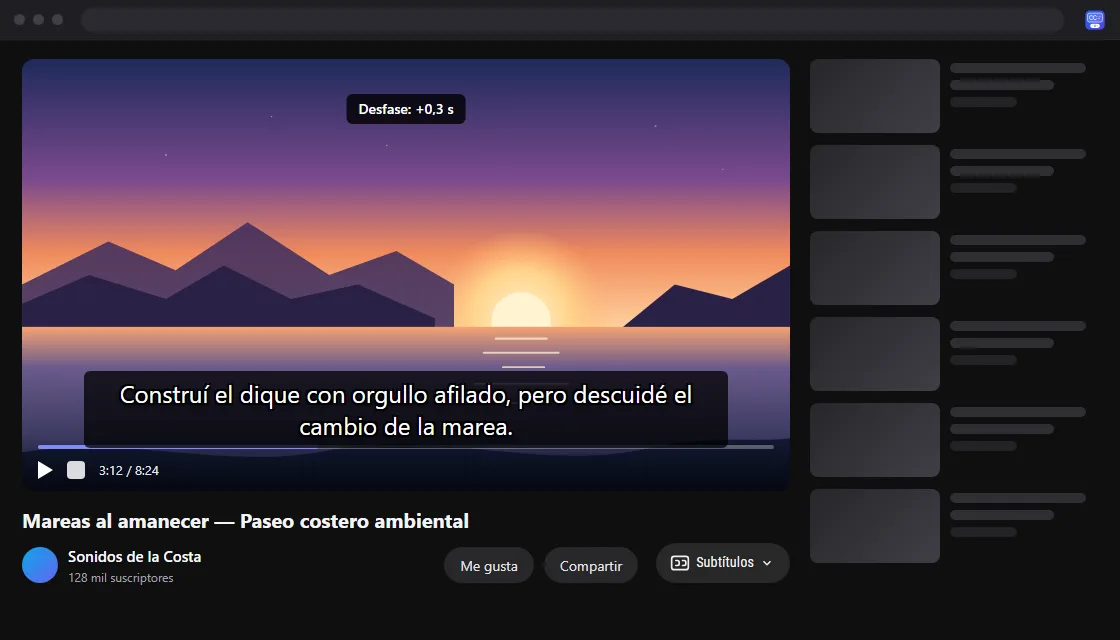 Desfase: +0,3 s
Construí el dique con orgullo afilado, pero descuidé el
cambio de la marea.
3:12 / 8:24
Mareas al amanecer — Paseo costero ambiental
Sonidos de la Costa
128 mil suscriptores
Me gusta
Compartir
Subtítulos